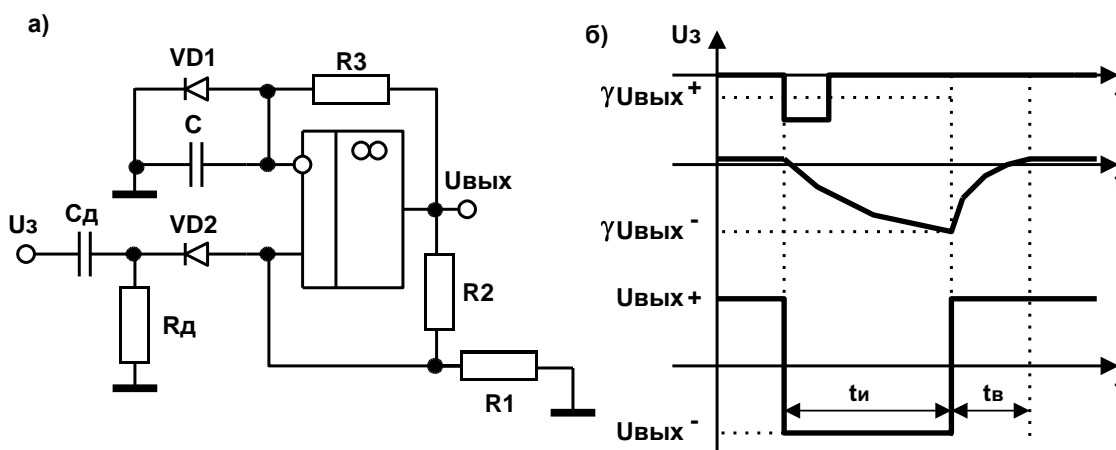 а)
VD1
R3
C
Uвых
Uз
Cд
VD2
Rд
R2
R1
б)
Uз
γUвых+
γUвых-
Uвых+
Uвых-
tи
tв